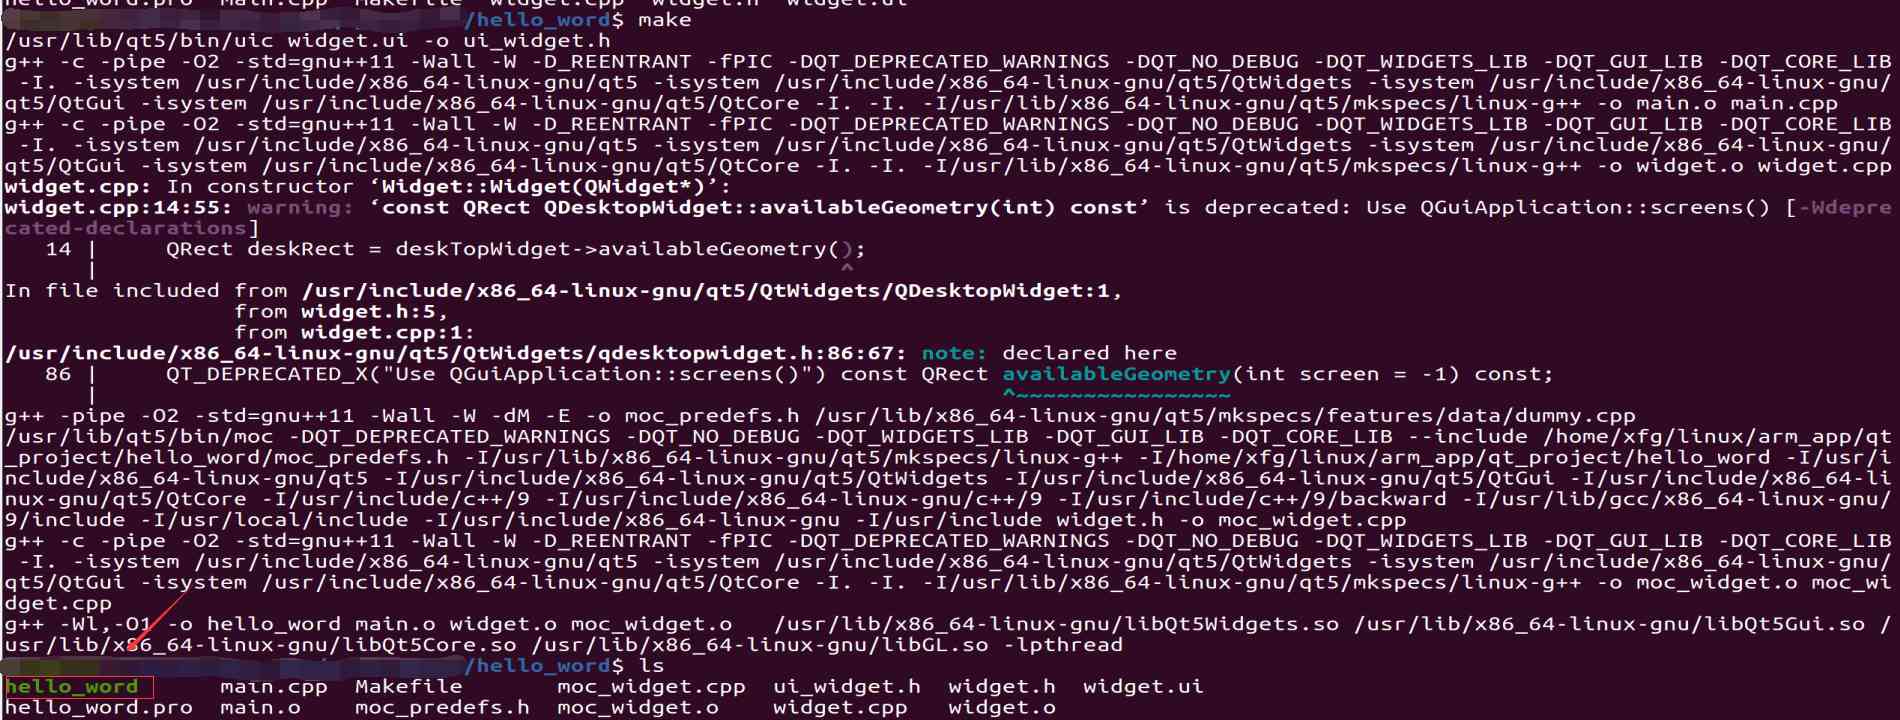 hello_word.pro  main.cpp  Makefile  widget.cpp  widget.h  widget.ui
/hello_word$ make
/usr/lib/qt5/bin/uic widget.ui -o ui_widget.h
g++ -c -pipe -O2 -std=gnu++11 -Wall -W -D_REENTRANT -fPIC -DQT_DEPRECATED_WARNINGS -DQT_NO_DEBUG -DQT_WIDGETS_LIB -DQT_GUI_LIB -DQT_CORE_LIB
-I. -isystem /usr/include/x86_64-linux-gnu/qt5 -isystem /usr/include/x86_64-linux-gnu/qt5/QtWidgets -isystem /usr/include/x86_64-linux-gnu/
qt5/QtGui -isystem /usr/include/x86_64-linux-gnu/qt5/QtCore -I. -I. -I/usr/lib/x86_64-linux-gnu/qt5/mkspecs/linux-g++ -o main.o main.cpp
g++ -c -pipe -O2 -std=gnu++11 -Wall -W -D_REENTRANT -fPIC -DQT_DEPRECATED_WARNINGS -DQT_NO_DEBUG -DQT_WIDGETS_LIB -DQT_GUI_LIB -DQT_CORE_LIB
-I. -isystem /usr/include/x86_64-linux-gnu/qt5 -isystem /usr/include/x86_64-linux-gnu/qt5/QtWidgets -isystem /usr/include/x86_64-linux-gnu/
qt5/QtGui -isystem /usr/include/x86_64-linux-gnu/qt5/QtCore -I. -I. -I/usr/lib/x86_64-linux-gnu/qt5/mkspecs/linux-g++ -o widget.o widget.cpp
widget.cpp: In constructor ‘Widget::Widget(QWidget*)’:
widget.cpp:14:55: warning: ‘const QRect QDesktopWidget::availableGeometry(int) const’ is deprecated: Use QGuiApplication::screens() [-Wdepre
cated-declarations]
14 |     QRect deskRect = deskTopWidget->availableGeometry();
|                                                       ^
In file included from /usr/include/x86_64-linux-gnu/qt5/QtWidgets/QDesktopWidget:1,
from widget.h:5,
from widget.cpp:1:
/usr/include/x86_64-linux-gnu/qt5/QtWidgets/qdesktopwidget.h:86:67: note: declared here
86 |     QT_DEPRECATED_X("Use QGuiApplication::screens()") const QRect availableGeometry(int screen = -1) const;
|                                                                   ^~~~~~~~~~~~~~~~~
g++ -pipe -O2 -std=gnu++11 -Wall -W -dM -E -o moc_predefs.h /usr/lib/x86_64-linux-gnu/qt5/mkspecs/features/data/dummy.cpp
/usr/lib/qt5/bin/moc -DQT_DEPRECATED_WARNINGS -DQT_NO_DEBUG -DQT_WIDGETS_LIB -DQT_GUI_LIB -DQT_CORE_LIB --include /home/xfg/linux/arm_app/qt
_project/hello_word/moc_predefs.h -I/usr/lib/x86_64-linux-gnu/qt5/mkspecs/linux-g++ -I/home/xfg/linux/arm_app/qt_project/hello_word -I/usr/i
nclude/x86_64-linux-gnu/qt5 -I/usr/include/x86_64-linux-gnu/qt5/QtWidgets -I/usr/include/x86_64-linux-gnu/qt5/QtGui -I/usr/include/x86_64-li
nux-gnu/qt5/QtCore -I/usr/include/c++/9 -I/usr/include/x86_64-linux-gnu/c++/9 -I/usr/include/c++/9/backward -I/usr/lib/gcc/x86_64-linux-gnu/
9/include -I/usr/local/include -I/usr/include/x86_64-linux-gnu -I/usr/include widget.h -o moc_widget.cpp
g++ -c -pipe -O2 -std=gnu++11 -Wall -W -D_REENTRANT -fPIC -DQT_DEPRECATED_WARNINGS -DQT_NO_DEBUG -DQT_WIDGETS_LIB -DQT_GUI_LIB -DQT_CORE_LIB
-I. -isystem /usr/include/x86_64-linux-gnu/qt5 -isystem /usr/include/x86_64-linux-gnu/qt5/QtWidgets -isystem /usr/include/x86_64-linux-gnu/
qt5/QtGui -isystem /usr/include/x86_64-linux-gnu/qt5/QtCore -I. -I. -I/usr/lib/x86_64-linux-gnu/qt5/mkspecs/linux-g++ -o moc_widget.o moc_wi
dget.cpp
g++ -Wl,-O1 -o hello_word main.o widget.o moc_widget.o   /usr/lib/x86_64-linux-gnu/libQt5Widgets.so /usr/lib/x86_64-linux-gnu/libQt5Gui.so /
usr/lib/x86_64-linux-gnu/libQt5Core.so /usr/lib/x86_64-linux-gnu/libGL.so -lpthread
/hello_word$ ls
hello_word      main.cpp  Makefile       moc_widget.cpp  ui_widget.h  widget.h  widget.ui
hello_word.pro  main.o    moc_predefs.h  moc_widget.o    widget.cpp   widget.o